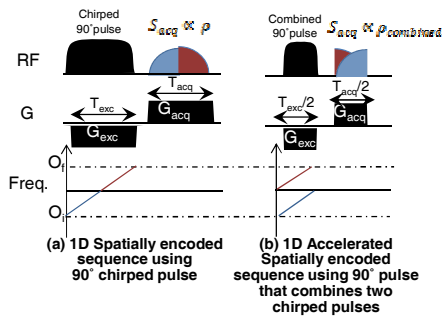 Chirped
90°pulse
S_acq ∝ ρ
Combined
90°pulse
S_acq ∝ ρ_combined
RF
T_exc
T_acq
T_exc/2
T_acq/2
G
G_exc
G_acq
G_exc
G_acq
O_f
Freq.
O_i
(a) 1D Spatially encoded
sequence using
90° chirped pulse
(b) 1D Accelerated
Spatially encoded
sequence using 90° pulse
that combines two
chirped pulses